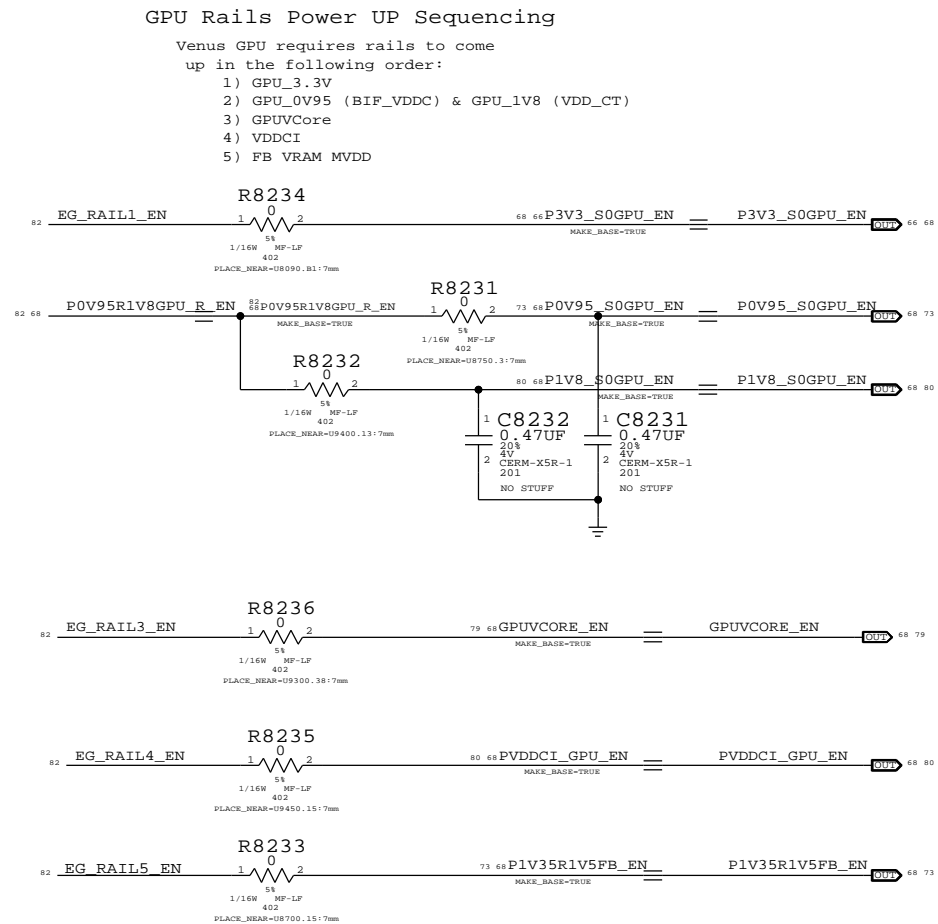 GPU Rails Power UP Sequencing
Venus GPU requires rails to come
up in the following order:
1) GPU_3.3V
2) GPU_0V95 (BIF_VDDC) & GPU_1V8 (VDD_CT)
3) GPUVCore
4) VDDCI
5) FB VRAM MVDD
R8234
0
82 EG_RAIL1_EN 1 2 68 66 P3V3_S0GPU_EN P3V3_S0GPU_EN OUT 66 68
5% MAKE_BASE=TRUE
1/16W MF-LF
402
PLACE_NEAR=U8090.B1:7mm
R8231
0
82 68 P0V95R1V8GPU_R_EN 82 68 P0V95R1V8GPU_R_EN 1 2 73 68 P0V95_S0GPU_EN P0V95_S0GPU_EN OUT 68 73
MAKE_BASE=TRUE 5% MAKE_BASE=TRUE
1/16W MF-LF
402
PLACE_NEAR=U8750.3:7mm
R8232
0
1 2 80 68 P1V8_S0GPU_EN P1V8_S0GPU_EN OUT 68 80
5% MAKE_BASE=TRUE
1/16W MF-LF
402
PLACE_NEAR=U9400.13:7mm
1 C8232 1 C8231
0.47UF 0.47UF
20% 20%
4V 4V
2 CERM-X5R-1 2 CERM-X5R-1
201 201
NO STUFF NO STUFF
R8236
0
82 EG_RAIL3_EN 1 2 79 68 GPUVCORE_EN GPUVCORE_EN OUT 68 79
5% MAKE_BASE=TRUE
1/16W MF-LF
402
PLACE_NEAR=U9300.38:7mm
R8235
0
82 EG_RAIL4_EN 1 2 80 68 PVDDCI_GPU_EN PVDDCI_GPU_EN OUT 68 80
5% MAKE_BASE=TRUE
1/16W MF-LF
402
PLACE_NEAR=U9450.15:7mm
R8233
0
82 EG_RAIL5_EN 1 2 73 68 P1V35R1V5FB_EN P1V35R1V5FB_EN OUT 68 73
5% MAKE_BASE=TRUE
1/16W MF-LF
402
PLACE_NEAR=U8700.15:7mm